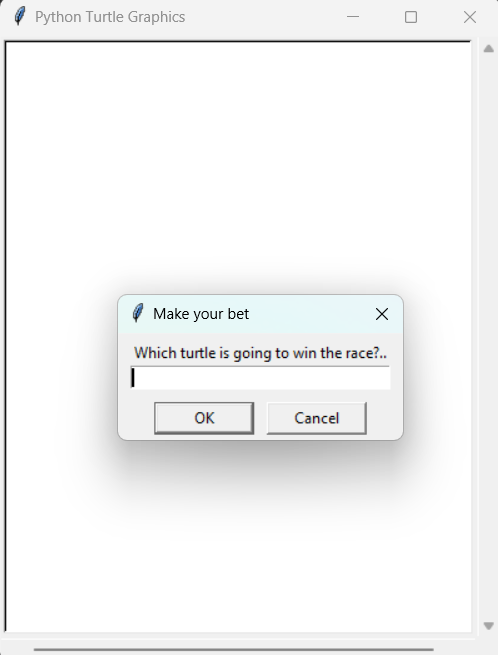 Python Turtle Graphics
Make your bet
Which turtle is going to win the race?..
OK
Cancel